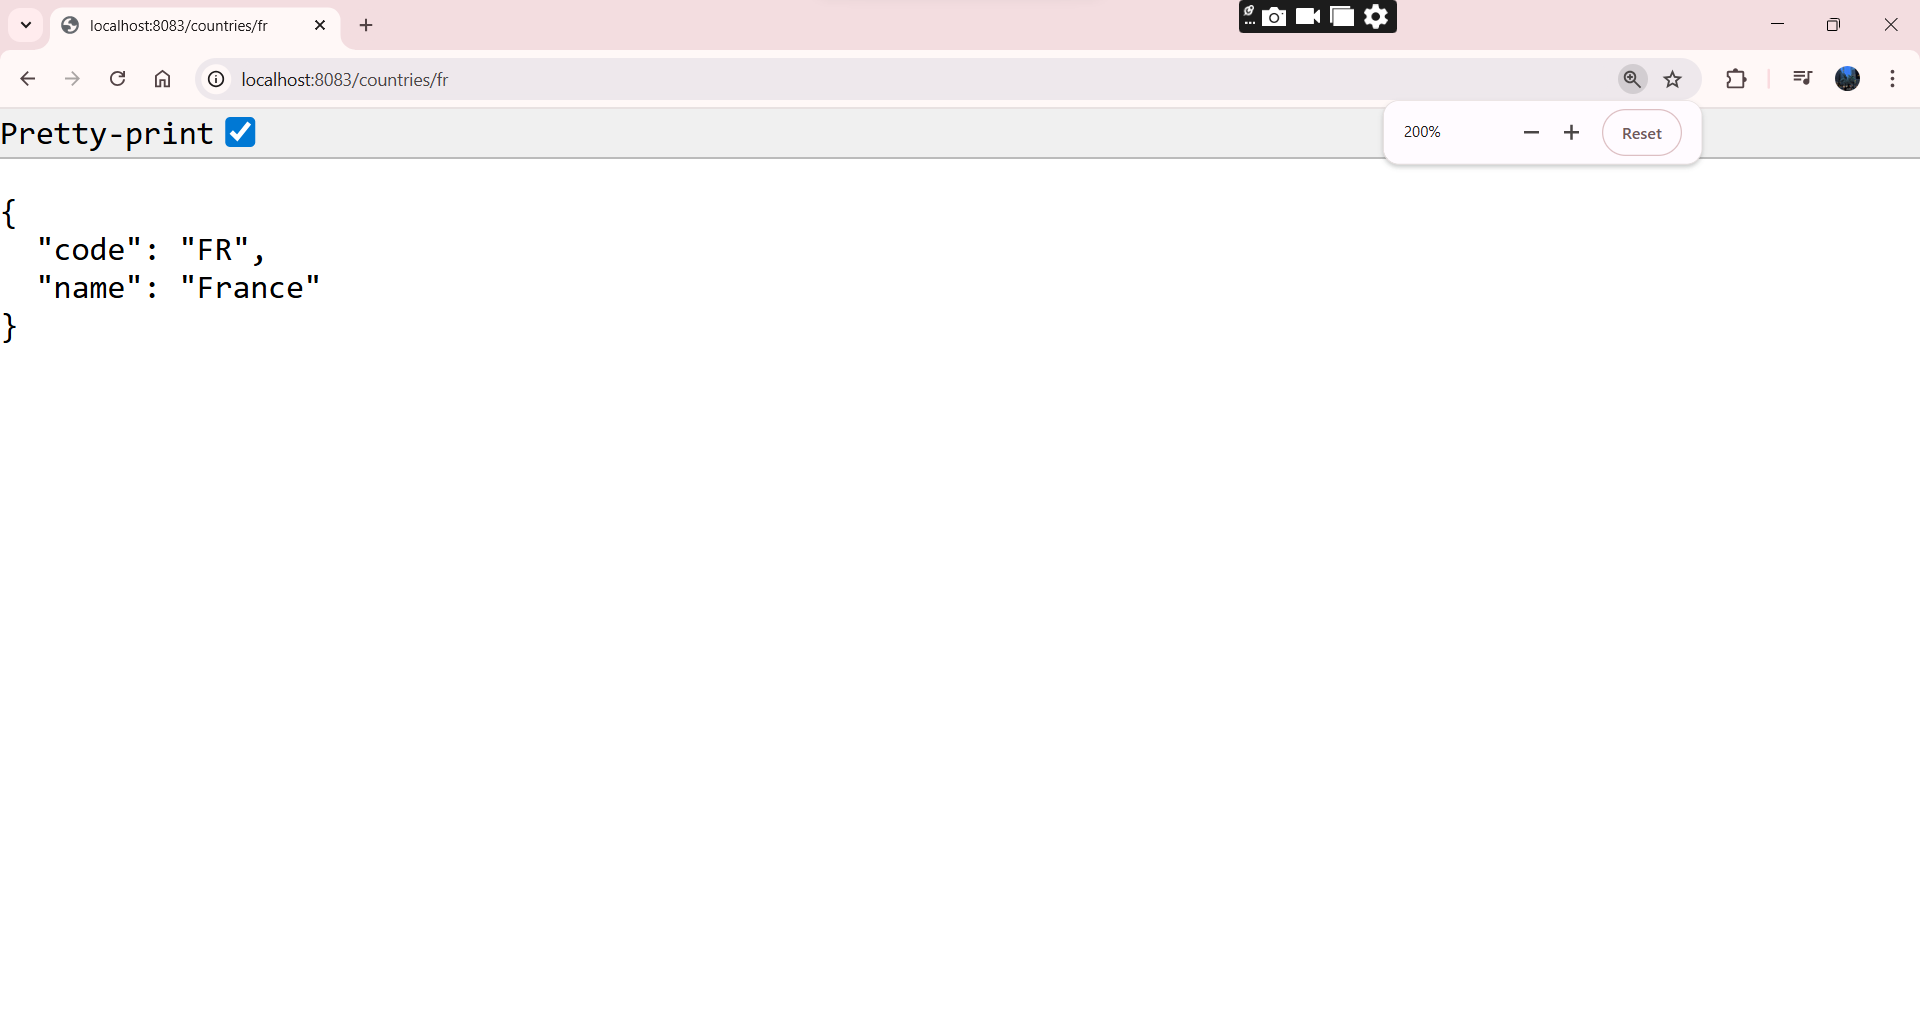 localhost:8083/countries/fr
localhost:8083/countries/fr
Pretty-print
200%
Reset
{
  "code": "FR",
  "name": "France"
}